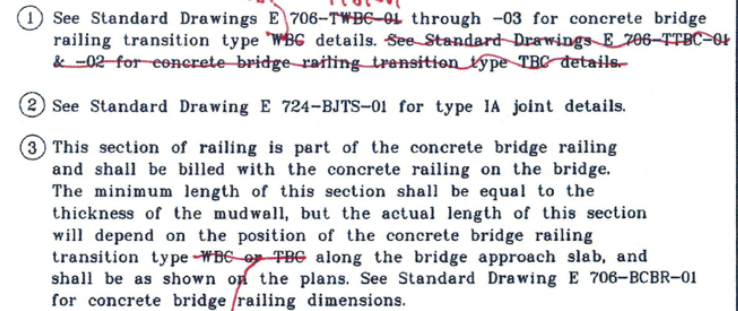 ① See Standard Drawings E 706-TWBC-01 through -03 for concrete bridge
railing transition type WBC details. See Standard Drawings E 706-TTBC-01
& -02 for concrete bridge railing transition type TBC details.
② See Standard Drawing E 724-BJTS-01 for type IA joint details.
③ This section of railing is part of the concrete bridge railing
and shall be billed with the concrete railing on the bridge.
The minimum length of this section shall be equal to the
thickness of the mudwall, but the actual length of this section
will depend on the position of the concrete bridge railing
transition type WBC or TBC along the bridge approach slab, and
shall be as shown on the plans. See Standard Drawing E 706-BCBR-01
for concrete bridge railing dimensions.